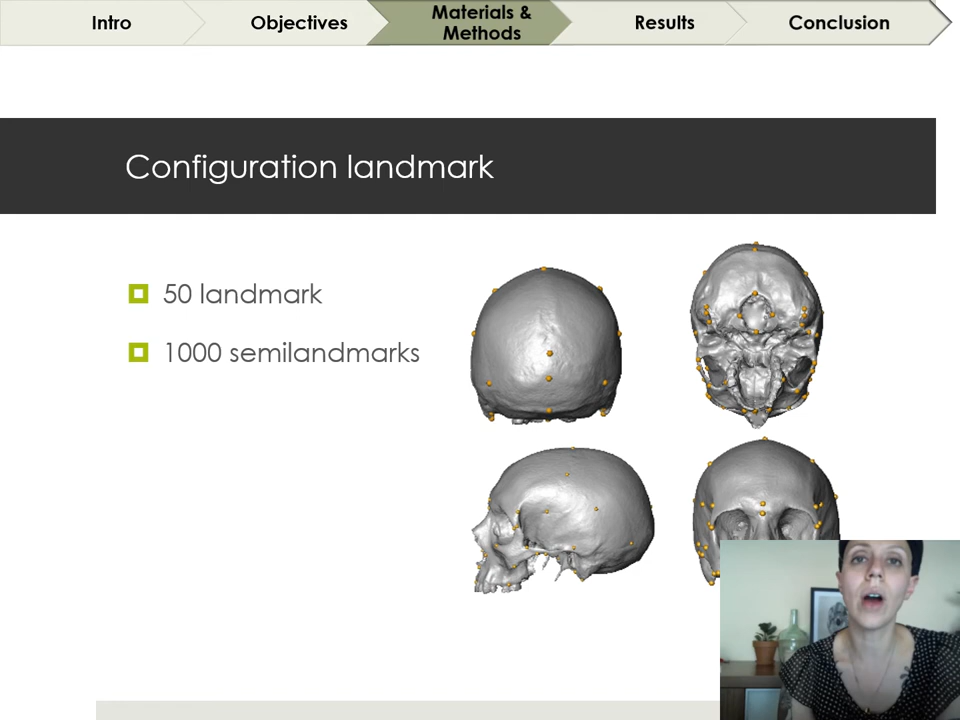 Intro
Objectives
Materials &
Methods
Results
Conclusion
Configuration landmark
50 landmark
1000 semilandmarks